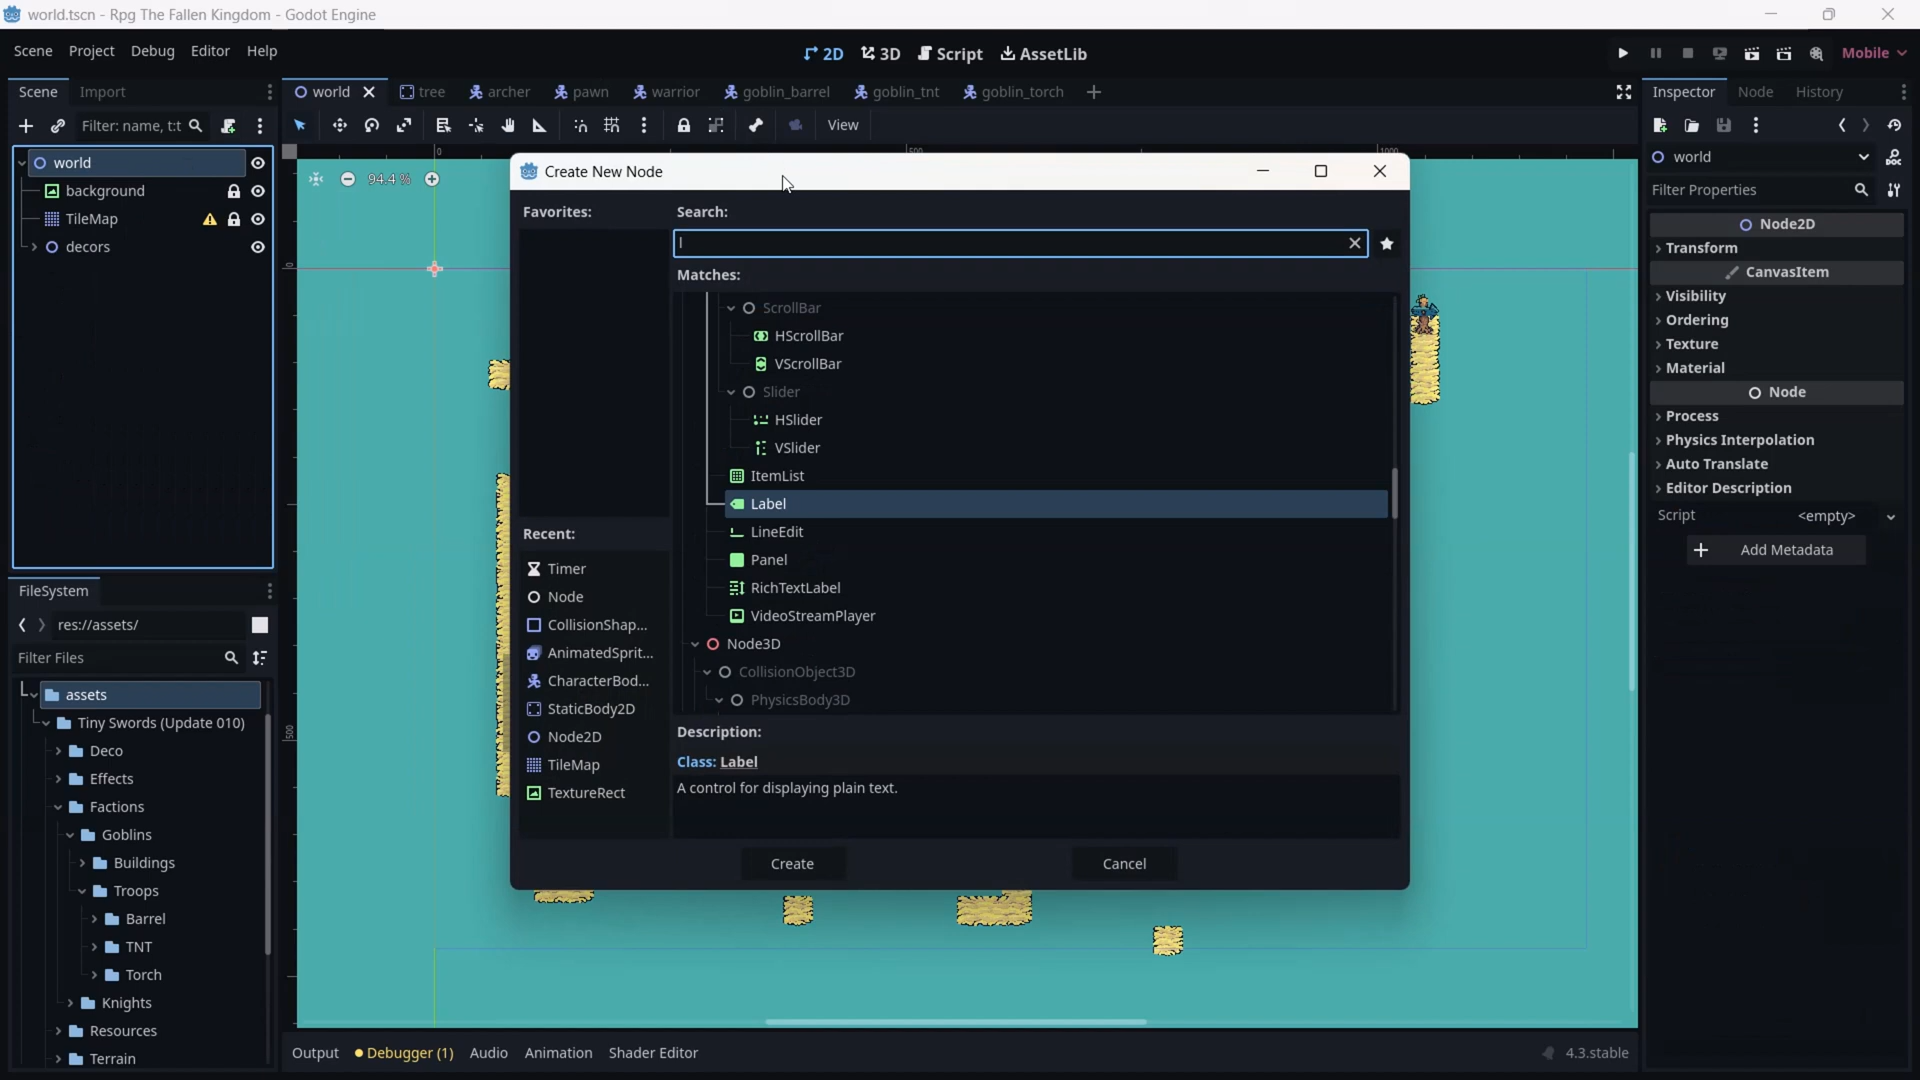 world.tscn - Rpg The Fallen Kingdom - Godot Engine
Scene Project Debug Editor Help
2D 3D Script AssetLib
Mobile
Scene Import
world tree archer pawn warrior goblin_barrel goblin_tnt goblin_torch
Inspector Node History
Filter: name, t:t
View
world
background
TileMap
decors
94.4 %
0
500
1000
0
500
Create New Node
Favorites:
Search:
l
Matches:
ScrollBar
HScrollBar
VScrollBar
Slider
HSlider
VSlider
ItemList
Label
LineEdit
Panel
RichTextLabel
VideoStreamPlayer
Node3D
CollisionObject3D
PhysicsBody3D
Recent:
Timer
Node
CollisionShap...
AnimatedSprit...
CharacterBod...
StaticBody2D
Node2D
TileMap
TextureRect
Description:
Class: Label
A control for displaying plain text.
Create Cancel
world
Filter Properties
Node2D
Transform
CanvasItem
Visibility
Ordering
Texture
Material
Node
Process
Physics Interpolation
Auto Translate
Editor Description
Script <empty>
Add Metadata
FileSystem
res://assets/
Filter Files
assets
Tiny Swords (Update 010)
Deco
Effects
Factions
Goblins
Buildings
Troops
Barrel
TNT
Torch
Knights
Resources
Terrain
Output Debugger (1) Audio Animation Shader Editor
4.3.stable